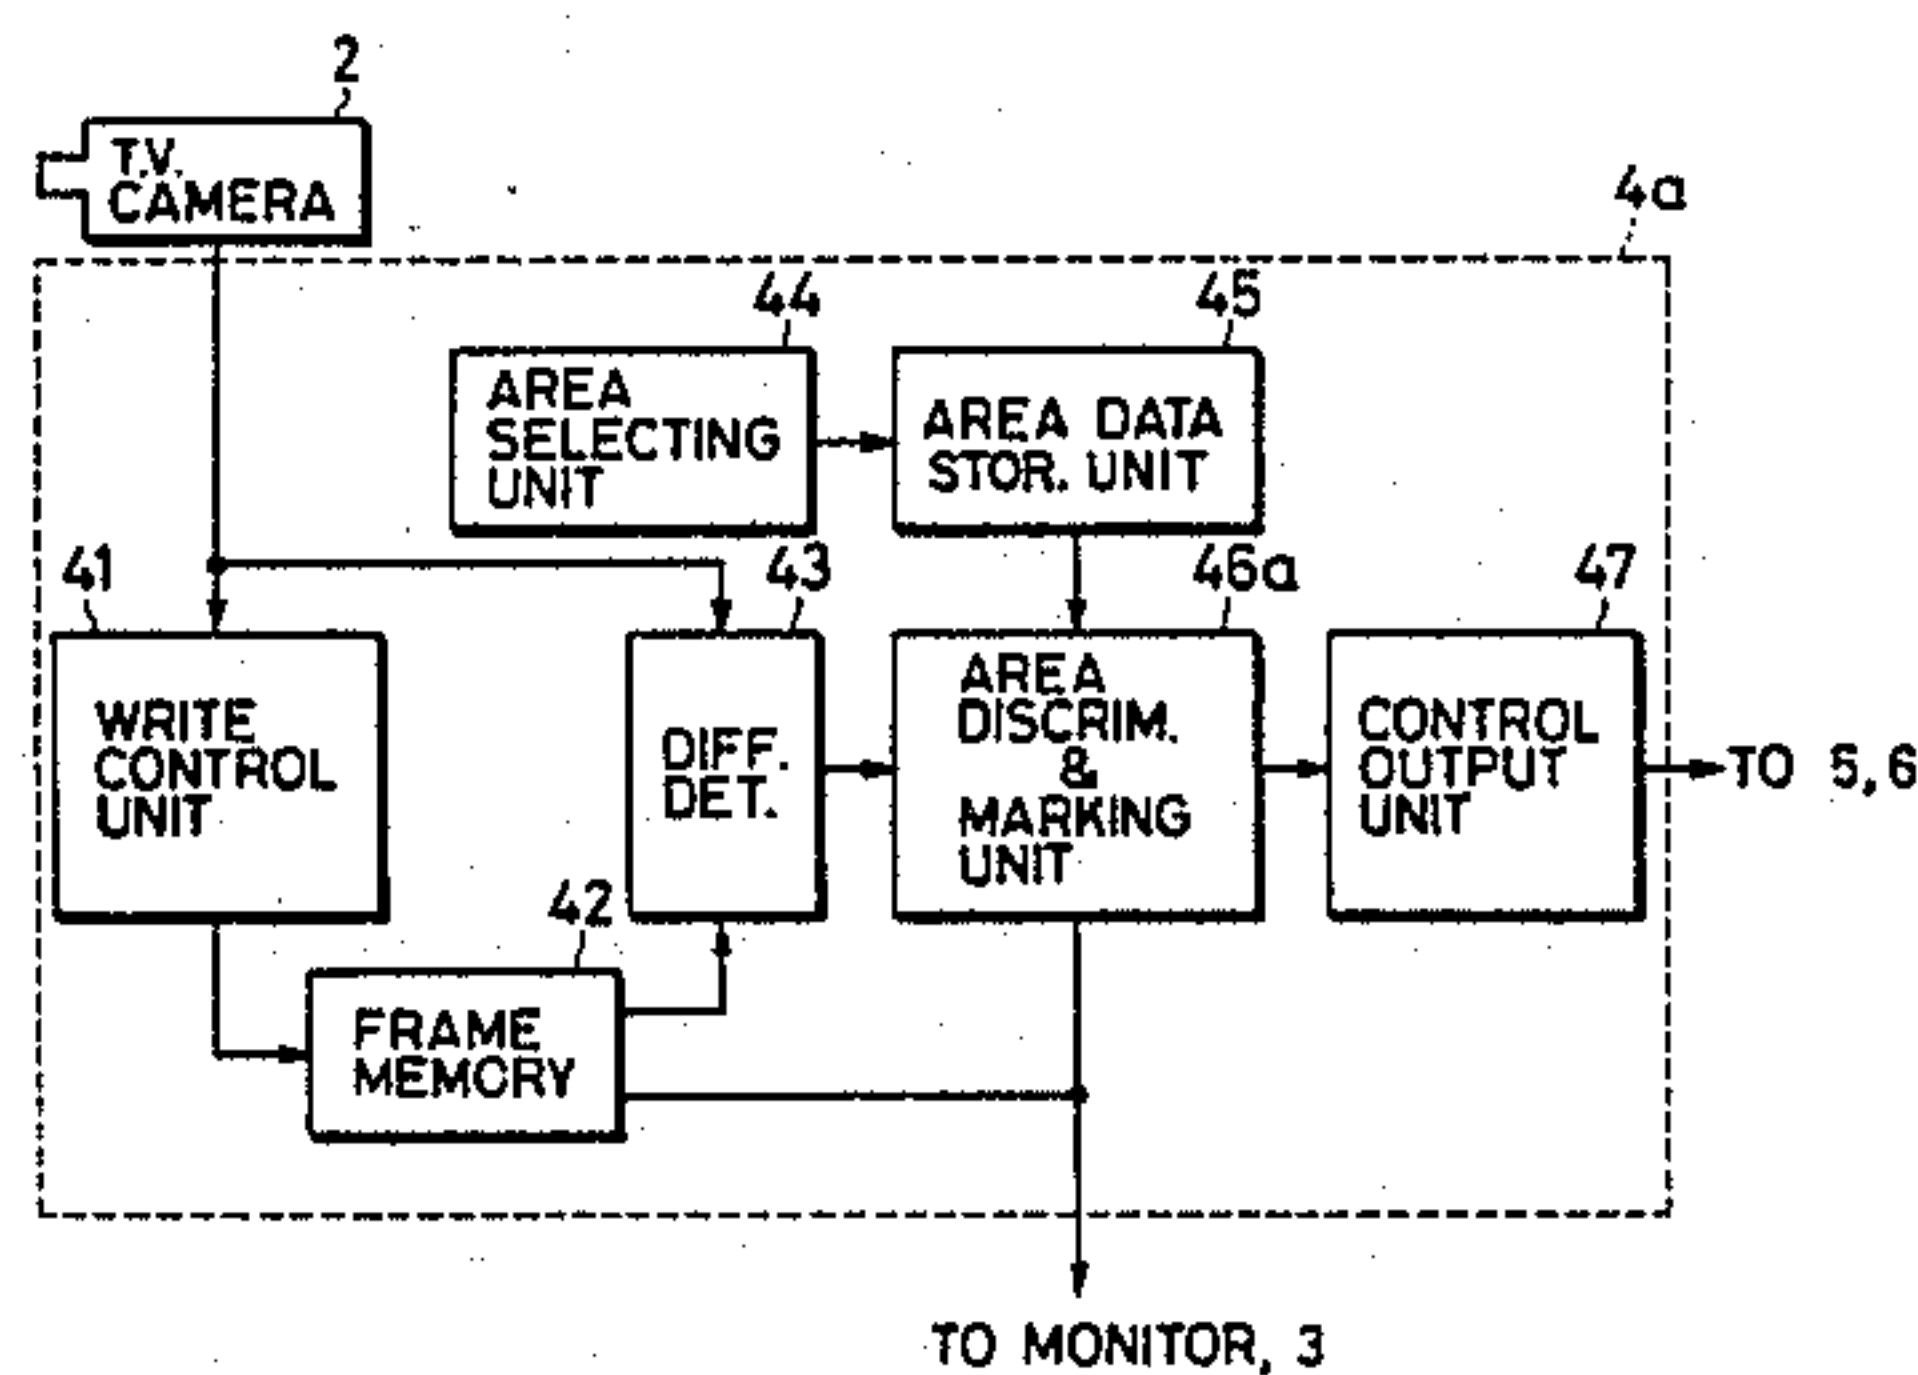 2
T.V.
CAMERA
4a
44
45
AREA
SELECTING
UNIT
AREA DATA
STOR. UNIT
41
43
46a
47
WRITE
CONTROL
UNIT
DIFF.
DET.
AREA
DISCRIM.
&
MARKING
UNIT
CONTROL
OUTPUT
UNIT
TO 5,6
42
FRAME
MEMORY
TO MONITOR, 3